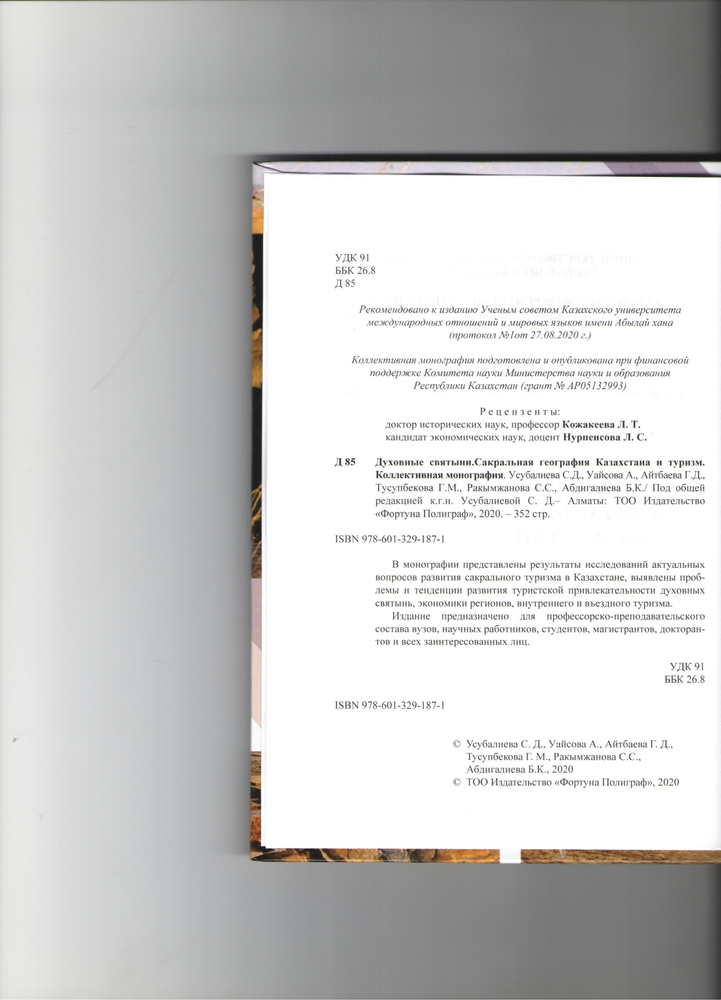 УДК 91
ББК 26.8
Д 85
Рекомендовано к изданию Ученым советом Казахского университета
международных отношений и мировых языков имени Абылай хана
(протокол №1от 27.08.2020 г.)
Коллективная монография подготовлена и опубликована при финансовой
поддержке Комитета науки Министерства науки и образования
Республики Казахстан (грант № АР05132993)
Р е ц е н з е н т ы:
доктор исторических наук, профессор Кожакеева Л. Т.
кандидат экономических наук, доцент Нурпеисова Л. С.
Д 85 Духовные святыни.Сакральная география Казахстана и туризм.
Коллективная монография. Усубалиева С.Д., Уайсова А., Айтбаева Г.Д.,
Тусупбекова Г.М., Ракымжанова С.С., Абдигалиева Б.К./ Под общей
редакцией к.г.н. Усубалиевой С. Д.– Алматы: ТОО Издательство
«Фортуна Полиграф», 2020. – 352 стр.
ISBN 978-601-329-187-1
В монографии представлены результаты исследований актуальных
вопросов развития сакрального туризма в Казахстане, выявлены проб-
лемы и тенденции развития туристской привлекательности духовных
святынь, экономики регионов, внутреннего и въездного туризма.
Издание предназначено для профессорско-преподавательского
состава вузов, научных работников, студентов, магистрантов, докторан-
тов и всех заинтересованных лиц.
УДК 91
ББК 26.8
ISBN 978-601-329-187-1
© Усубалиева С. Д., Уайсова А., Айтбаева Г. Д.,
Тусупбекова Г. М., Ракымжанова С.С.,
Абдигалиева Б.К., 2020
© ТОО Издательство «Фортуна Полиграф», 2020